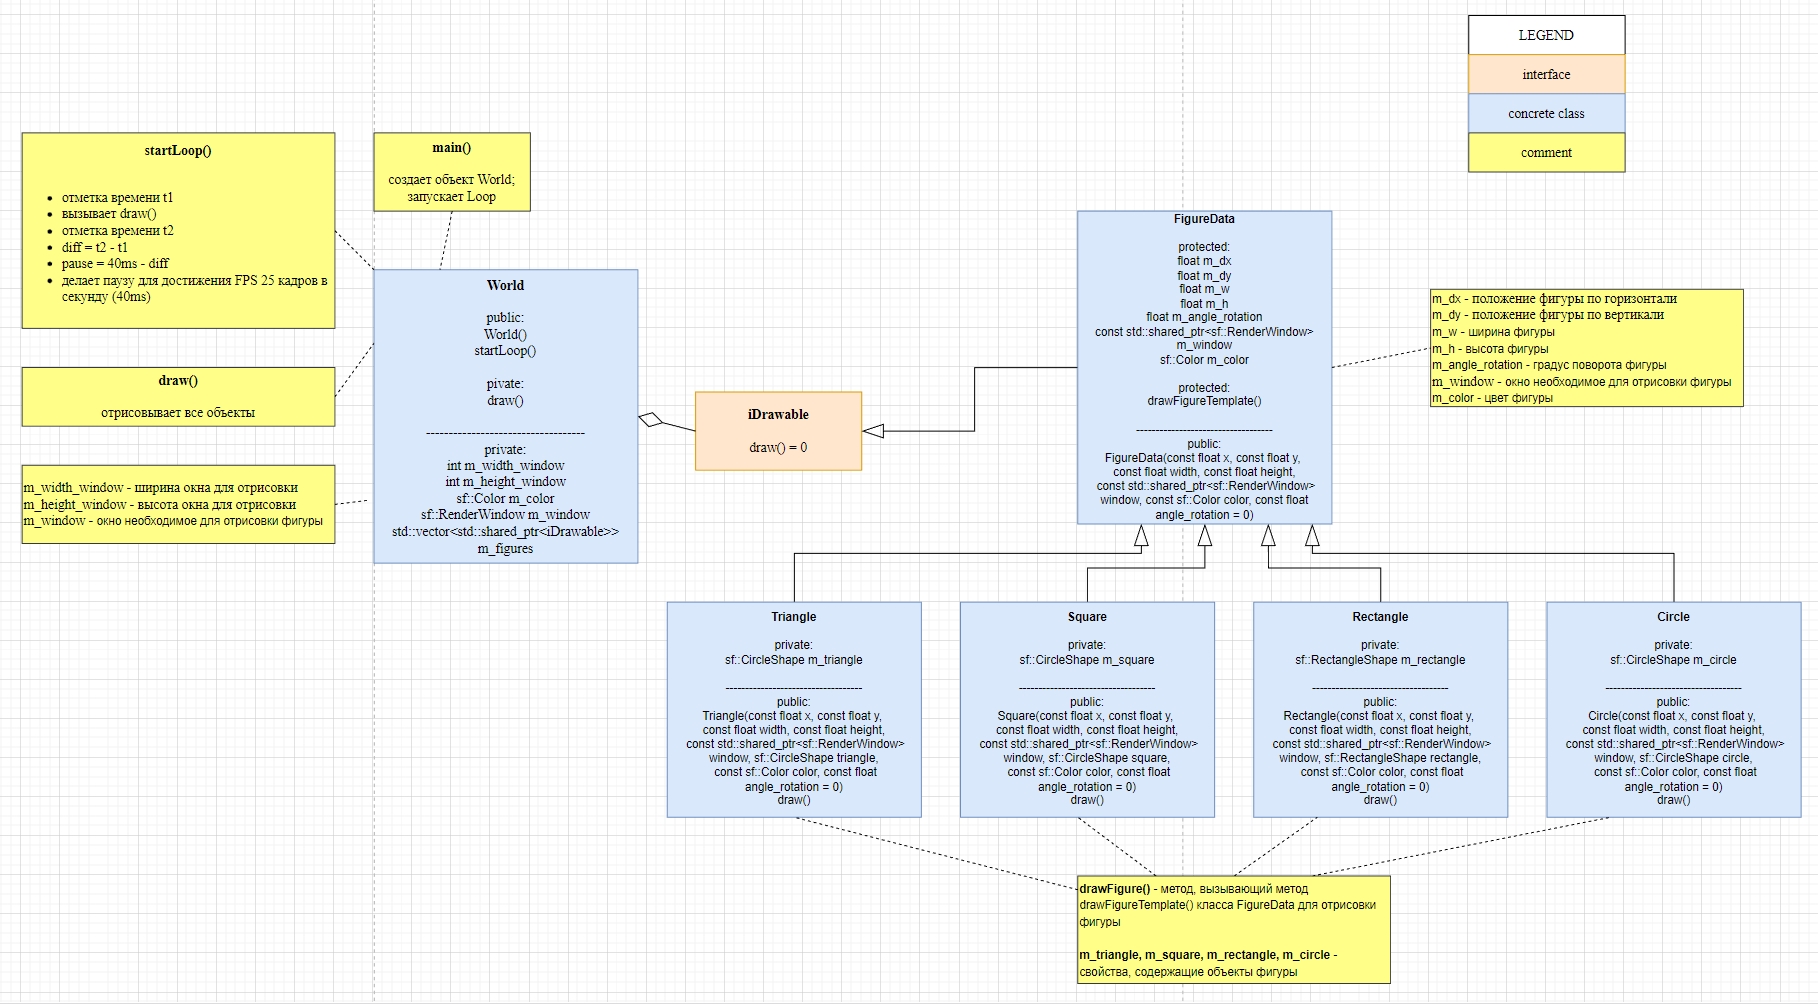 LEGEND
interface
concrete class
comment
startLoop()
отметка времени t1
вызывает draw()
отметка времени t2
diff = t2 - t1
pause = 40ms - diff
делает паузу для достижения FPS 25 кадров в
секунду (40ms)
main()
создает объект World;
запускает Loop
draw()
отрисовывает все объекты
m_width_window - ширина окна для отрисовки
m_height_window - высота окна для отрисовки
m_window - окно необходимое для отрисовки фигуры
World
public:
World()
startLoop()
pivate:
draw()
-----------------------------------
private:
int m_width_window
int m_height_window
sf::Color m_color
sf::RenderWindow m_window
std::vector<std::shared_ptr<iDrawable>>
m_figures
iDrawable
draw() = 0
FigureData
protected:
float m_dx
float m_dy
float m_w
float m_h
float m_angle_rotation
const std::shared_ptr<sf::RenderWindow>
m_window
sf::Color m_color
protected:
drawFigureTemplate()
-----------------------------------
public:
FigureData(const float x, const float y,
const float width, const float height,
const std::shared_ptr<sf::RenderWindow>
window, const sf::Color color, const float
angle_rotation = 0)
m_dx - положение фигуры по горизонтали
m_dy - положение фигуры по вертикали
m_w - ширина фигуры
m_h - высота фигуры
m_angle_rotation - градус поворота фигуры
m_window - окно необходимое для отрисовки фигуры
m_color - цвет фигуры
Triangle
private:
sf::CircleShape m_triangle
-----------------------------------
public:
Triangle(const float x, const float y,
const float width, const float height,
const std::shared_ptr<sf::RenderWindow>
window, sf::CircleShape triangle,
const sf::Color color, const float
angle_rotation = 0)
draw()
Square
private:
sf::CircleShape m_square
-----------------------------------
public:
Square(const float x, const float y,
const float width, const float height,
const std::shared_ptr<sf::RenderWindow>
window, sf::CircleShape square,
const sf::Color color, const float
angle_rotation = 0)
draw()
Rectangle
private:
sf::RectangleShape m_rectangle
-----------------------------------
public:
Rectangle(const float x, const float y,
const float width, const float height,
const std::shared_ptr<sf::RenderWindow>
window, sf::RectangleShape rectangle,
const sf::Color color, const float
angle_rotation = 0)
draw()
Circle
private:
sf::CircleShape m_circle
-----------------------------------
public:
Circle(const float x, const float y,
const float width, const float height,
const std::shared_ptr<sf::RenderWindow>
window, sf::CircleShape circle,
const sf::Color color, const float
angle_rotation = 0)
draw()
drawFigure() - метод, вызывающий метод
drawFigureTemplate() класса FigureData для отрисовки
фигуры
m_triangle, m_square, m_rectangle, m_circle -
свойства, содержащие объекты фигуры